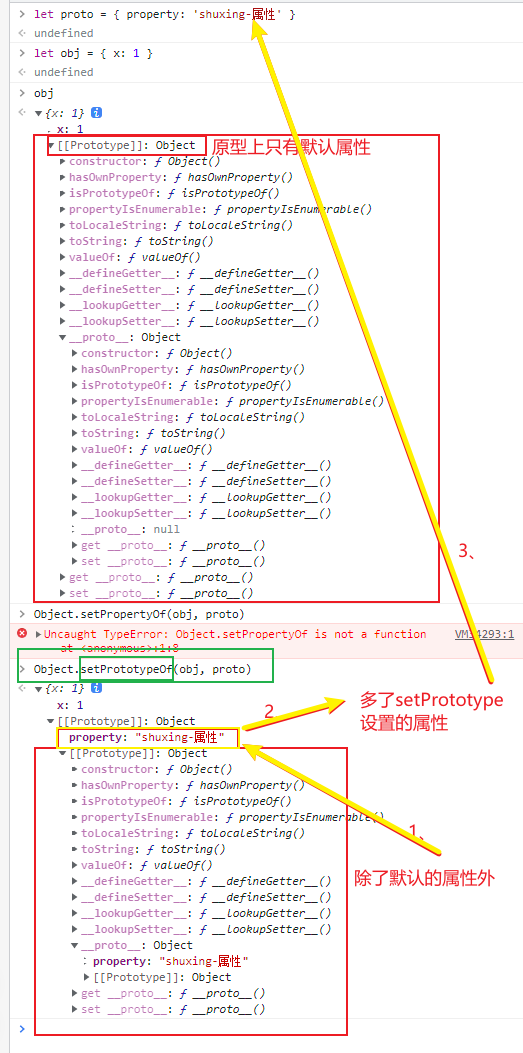 let proto = { property: 'shuxing-属性' }
undefined
let obj = { x: 1 }
undefined
obj
{x: 1}
x: 1
[[Prototype]]: Object
原型上只有默认属性
constructor: ƒ Object()
hasOwnProperty: ƒ hasOwnProperty()
isPrototypeOf: ƒ isPrototypeOf()
propertyIsEnumerable: ƒ propertyIsEnumerable()
toLocaleString: ƒ toLocaleString()
toString: ƒ toString()
valueOf: ƒ valueOf()
__defineGetter__: ƒ __defineGetter__()
__defineSetter__: ƒ __defineSetter__()
__lookupGetter__: ƒ __lookupGetter__()
__lookupSetter__: ƒ __lookupSetter__()
__proto__: Object
constructor: ƒ Object()
hasOwnProperty: ƒ hasOwnProperty()
isPrototypeOf: ƒ isPrototypeOf()
propertyIsEnumerable: ƒ propertyIsEnumerable()
toLocaleString: ƒ toLocaleString()
toString: ƒ toString()
valueOf: ƒ valueOf()
__defineGetter__: ƒ __defineGetter__()
__defineSetter__: ƒ __defineSetter__()
__lookupGetter__: ƒ __lookupGetter__()
__lookupSetter__: ƒ __lookupSetter__()
__proto__: null
get __proto__: ƒ __proto__()
set __proto__: ƒ __proto__()
get __proto__: ƒ __proto__()
set __proto__: ƒ __proto__()
3、
Object.setPropertyOf(obj, proto)
Uncaught TypeError: Object.setPropertyOf is not a function
VM34293:1
at <anonymous>:1:8
Object.setPrototypeOf(obj, proto)
{x: 1}
x: 1
[[Prototype]]: Object
2
多了setPrototype
设置的属性
property: "shuxing-属性"
[[Prototype]]: Object
constructor: ƒ Object()
hasOwnProperty: ƒ hasOwnProperty()
isPrototypeOf: ƒ isPrototypeOf()
propertyIsEnumerable: ƒ propertyIsEnumerable()
1、
toLocaleString: ƒ toLocaleString()
toString: ƒ toString()
valueOf: ƒ valueOf()
除了默认的属性外
__defineGetter__: ƒ __defineGetter__()
__defineSetter__: ƒ __defineSetter__()
__lookupGetter__: ƒ __lookupGetter__()
__lookupSetter__: ƒ __lookupSetter__()
__proto__: Object
property: "shuxing-属性"
[[Prototype]]: Object
get __proto__: ƒ __proto__()
set __proto__: ƒ __proto__()